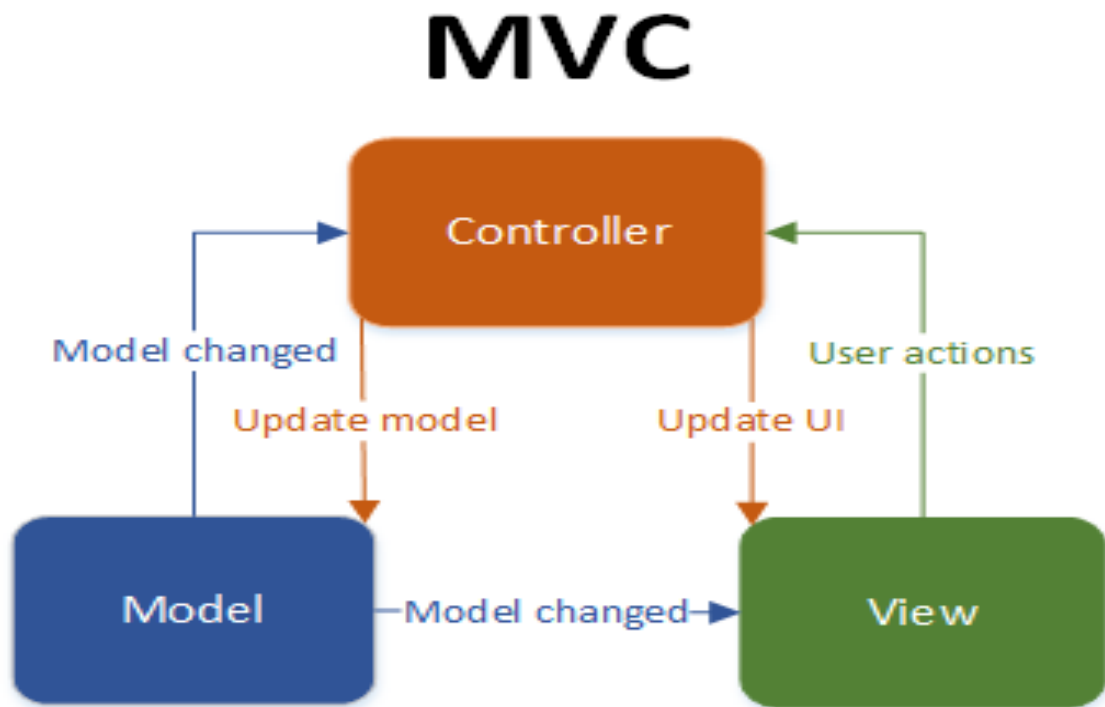 MVC
Controller
Model changed
User actions
Update model
Update UI
Model
Model changed
View